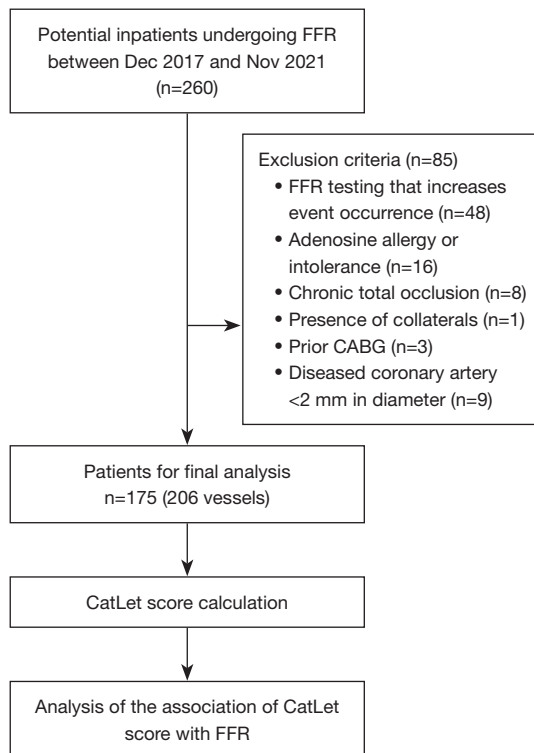 Potential inpatients undergoing FFR
between Dec 2017 and Nov 2021
(n=260)
Exclusion criteria (n=85)
• FFR testing that increases
event occurrence (n=48)
• Adenosine allergy or
intolerance (n=16)
• Chronic total occlusion (n=8)
• Presence of collaterals (n=1)
• Prior CABG (n=3)
• Diseased coronary artery
<2 mm in diameter (n=9)
Patients for final analysis
n=175 (206 vessels)
CatLet score calculation
Analysis of the association of CatLet
score with FFR